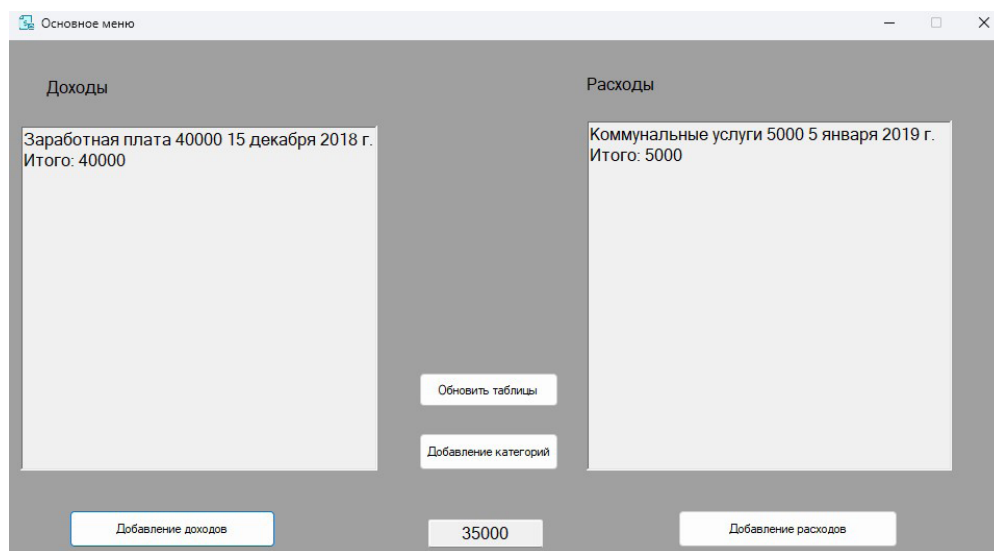 Основное меню
Доходы
Расходы
Заработная плата 40000 15 декабря 2018 г.
Итого: 40000
Коммунальные услуги 5000 5 января 2019 г.
Итого: 5000
Обновить таблицы
Добавление категорий
Добавление доходов
35000
Добавление расходов